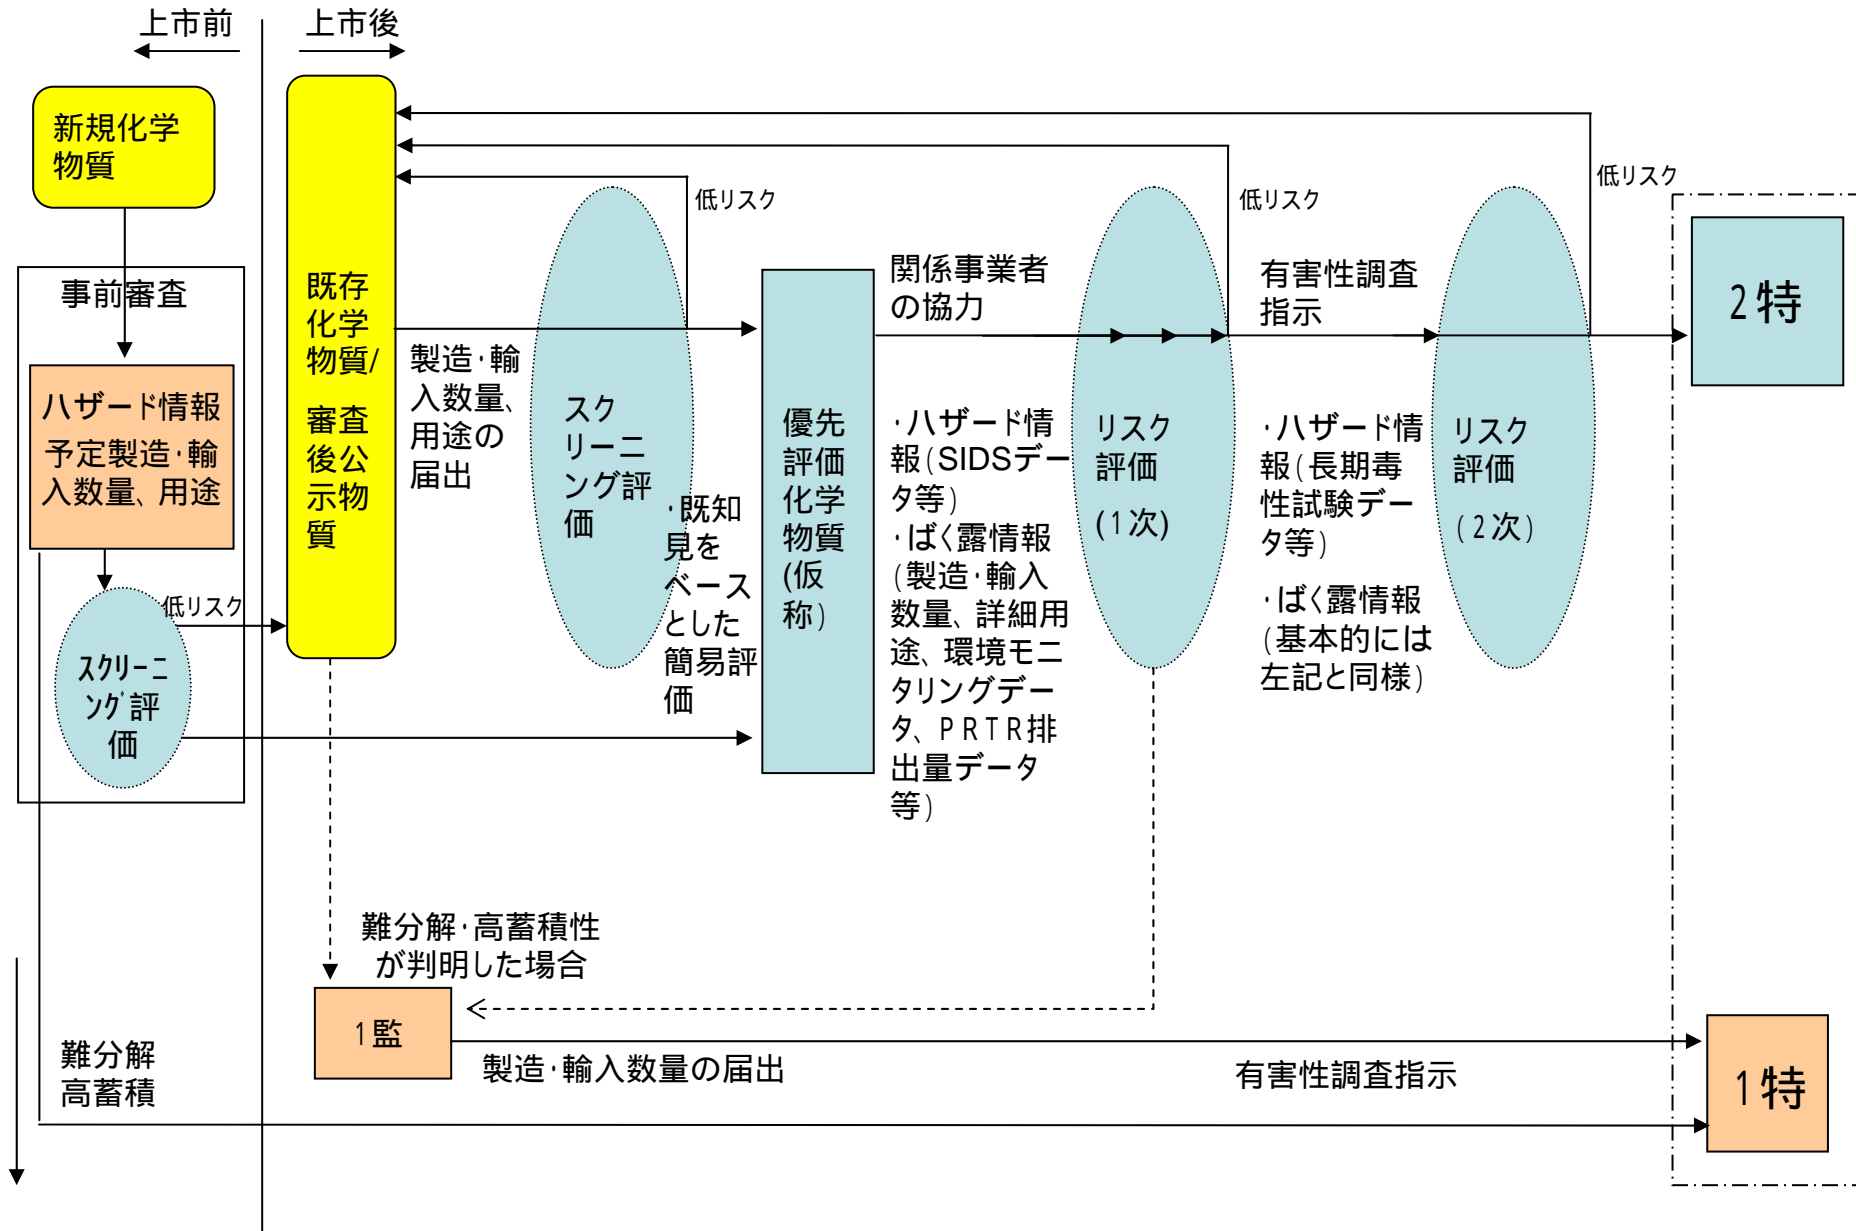 上市前
上市後
新規化学
物質
事前審査
ハザード情報
予定製造・輸
入数量、用途
低リスク
スクリーニ
ング評
価
難分解
高蓄積
既存
化学
物質/
審査
後公
示物
質
製造・輸
入数量、
用途の
届出
スク
リーニ
ング評
価
低リスク
・既知
見を
ベース
とした
簡易評
価
優先
評価
化学
物質
(仮
称)
関係事業者
の協力
・ハザード情
報(SIDSデー
タ等)
・ばく露情報
(製造・輸入
数量、詳細用
途、環境モニ
タリングデー
タ、PRTR排
出量データ
等)
リスク
評価
(1次)
低リスク
有害性調査
指示
・ハザード情
報(長期毒
性試験デー
タ等)
・ばく露情報
(基本的には
左記と同様)
リスク
評価
(2次)
低リスク
2特
難分解・高蓄積性
が判明した場合
1監
製造・輸入数量の届出
有害性調査指示
1特